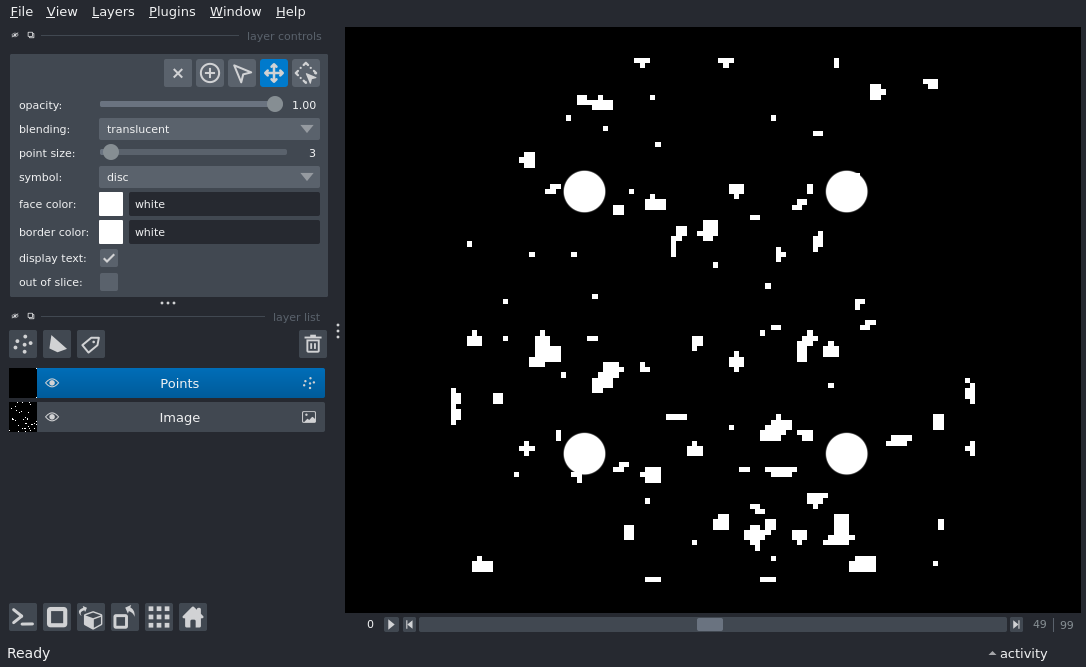 File View Layers Plugins Window Help
layer controls
opacity: 1.00
blending: translucent
point size: 3
symbol: disc
face color: white
border color: white
display text:
out of slice:
layer list
Points
Image
0 49 99
Ready activity